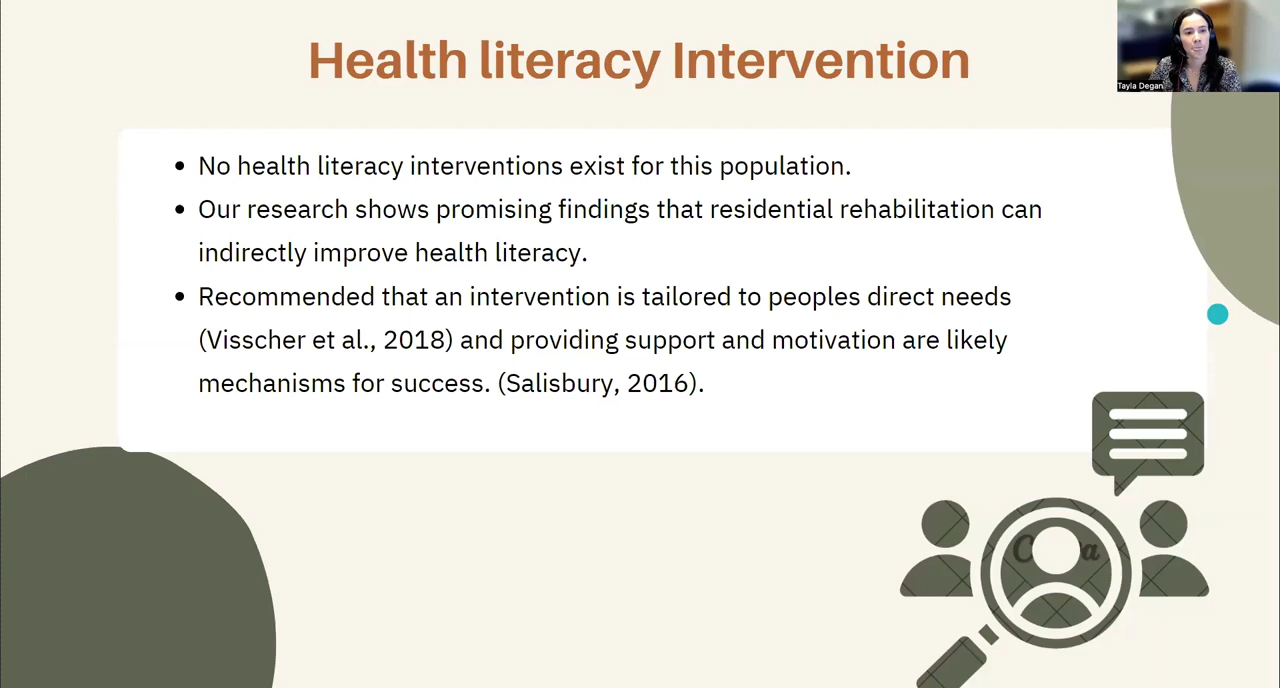 Health literacy Intervention
Tayla Degan
• No health literacy interventions exist for this population.
• Our research shows promising findings that residential rehabilitation can
indirectly improve health literacy.
• Recommended that an intervention is tailored to peoples direct needs
(Visscher et al., 2018) and providing support and motivation are likely
mechanisms for success. (Salisbury, 2016).